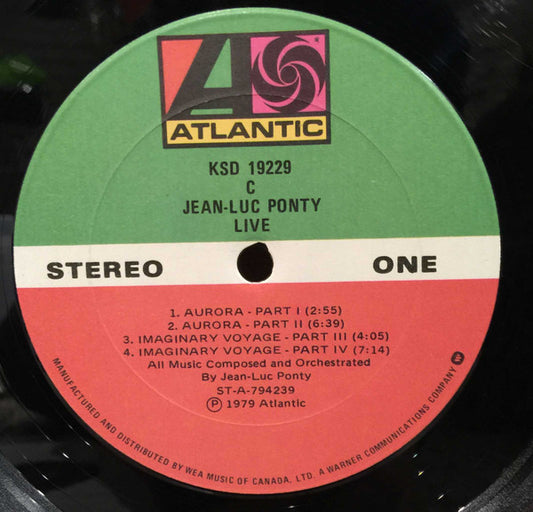 ATLANTIC
KSD 19229
C
JEAN-LUC PONTY
LIVE
STEREO ONE
1. AURORA - PART I (2:55)
2. AURORA - PART II (6:39)
3. IMAGINARY VOYAGE - PART III (4:05)
4. IMAGINARY VOYAGE - PART IV (7:14)
All Music Composed and Orchestrated
By Jean-Luc Ponty
ST-A-794239
Ⓟ 1979 Atlantic
MANUFACTURED AND DISTRIBUTED BY WEA MUSIC OF CANADA, LTD. A WARNER COMMUNICATIONS COMPANY